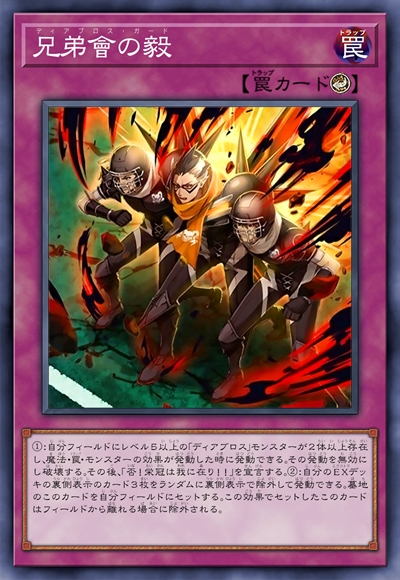 ディアブロス・ガード
兄弟會の毅
トラップ
罠
トラップ
【罠カード】
①:自分フィールドにレベル5以上の「ディアブロス」モンスターが2体以上存在
し、魔法・罠・モンスターの効果が発動した時に発動できる。その発動を無効に
し破壊する。その後、「否!栄冠は我に在り!!」を宣言する。②:自分のEXデッ
キの裏側表示のカード3枚をランダムに裏側表示で除外して発動できる。墓地
のこのカードを自分フィールドにセットする。この効果でセットしたこのカード
はフィールドから離れる場合に除外される。